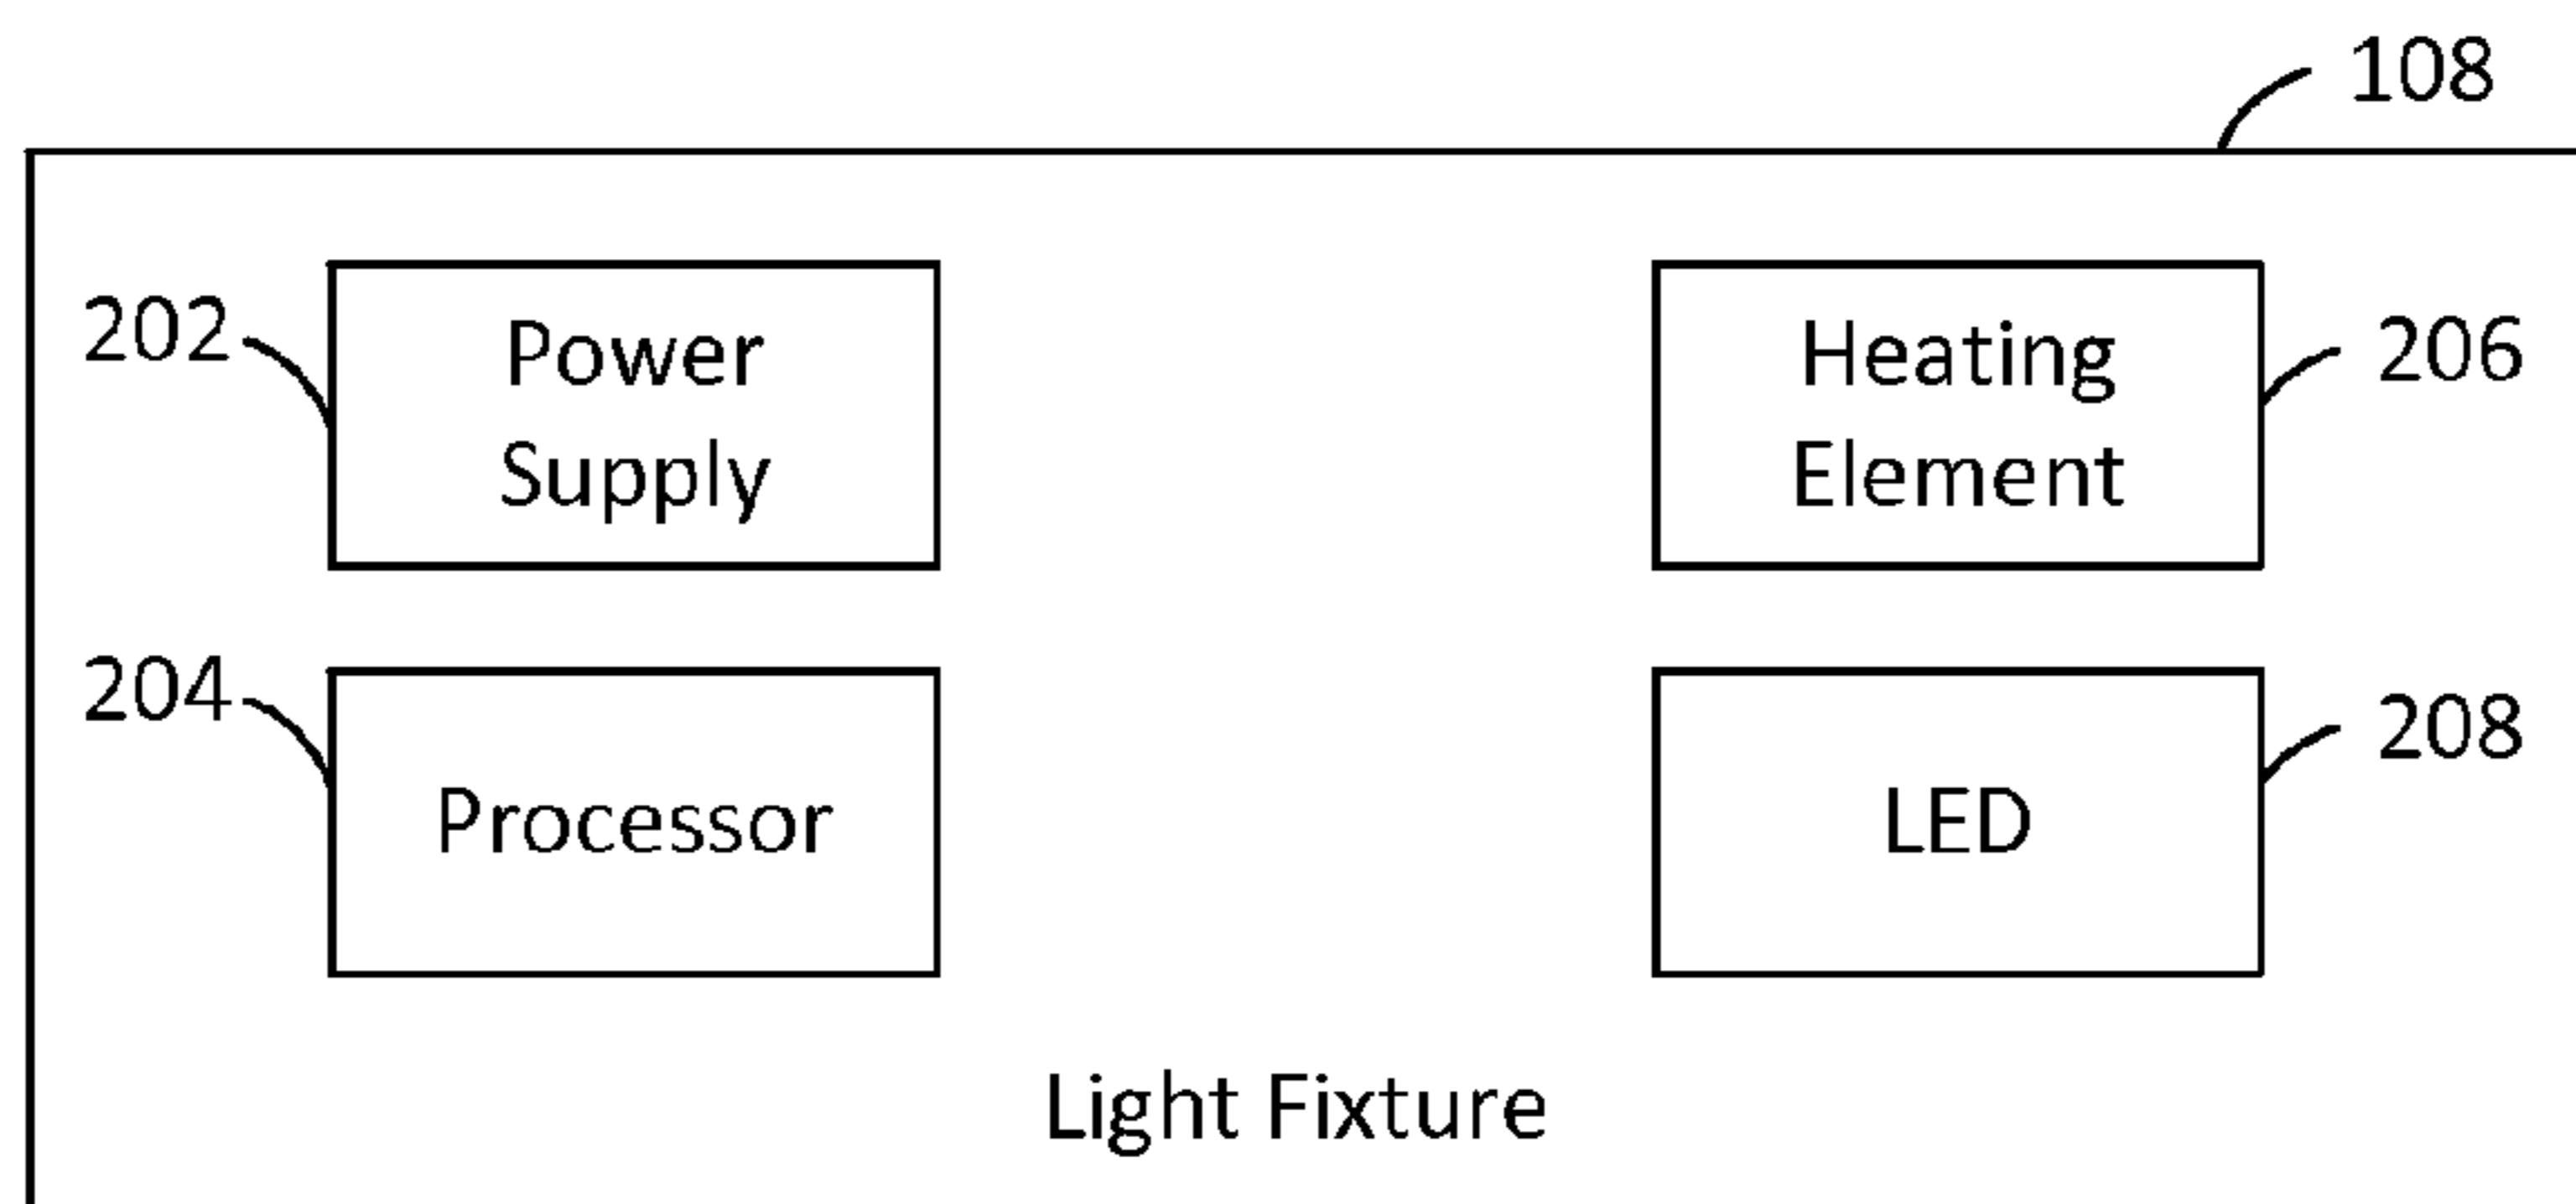 108
202
Power
Supply
Heating
Element
206
204
Processor
LED
208
Light Fixture